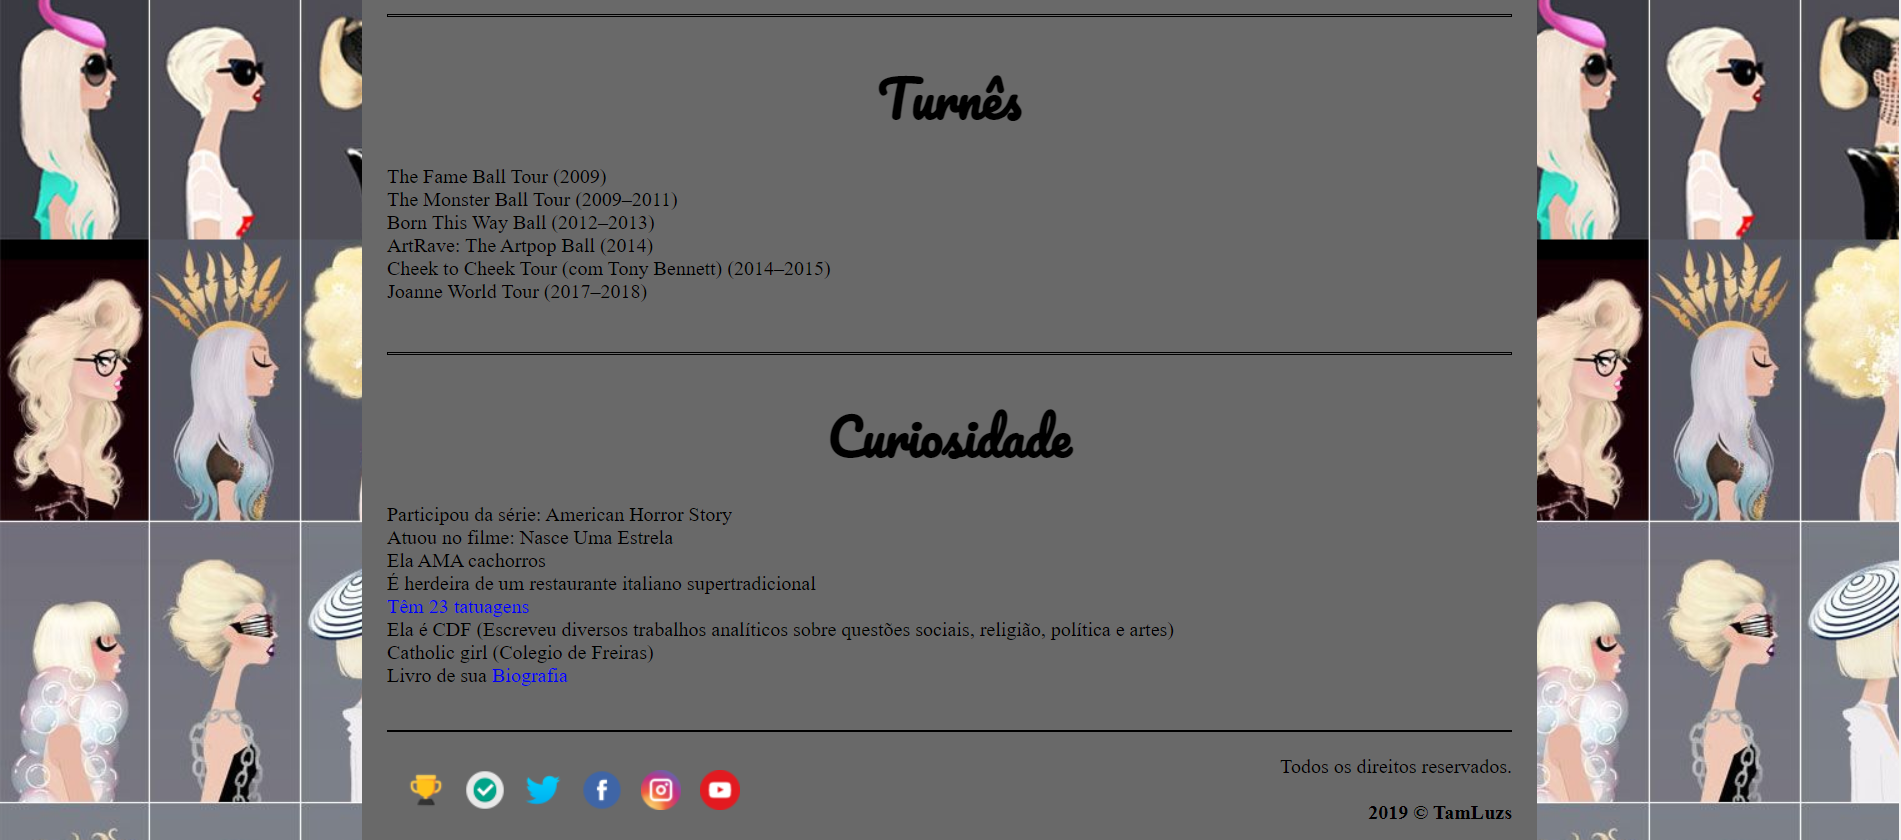 Turnês
The Fame Ball Tour (2009)
The Monster Ball Tour (2009–2011)
Born This Way Ball (2012–2013)
ArtRave: The Artpop Ball (2014)
Cheek to Cheek Tour (com Tony Bennett) (2014–2015)
Joanne World Tour (2017–2018)
Curiosidade
Participou da série: American Horror Story
Atuou no filme: Nasce Uma Estrela
Ela AMA cachorros
É herdeira de um restaurante italiano supertradicional
Têm 23 tatuagens
Ela é CDF (Escreveu diversos trabalhos analíticos sobre questões sociais, religião, política e artes)
Catholic girl (Colegio de Freiras)
Livro de sua Biografia
Todos os direitos reservados.
2019 © TamLuzs